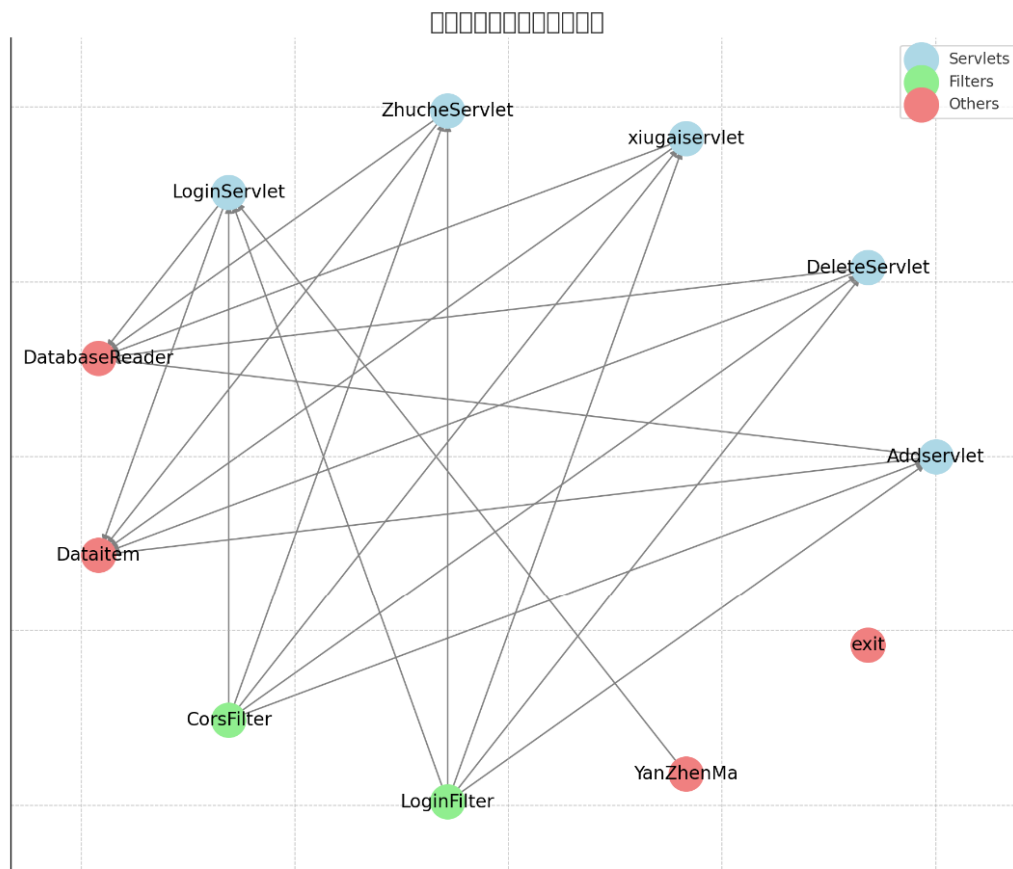 Servlets
Filters
Others
ZhucheServlet
xiugaiservlet
LoginServlet
DeleteServlet
DatabaseReader
Addservlet
Dataitem
exit
CorsFilter
YanZhenMa
LoginFilter